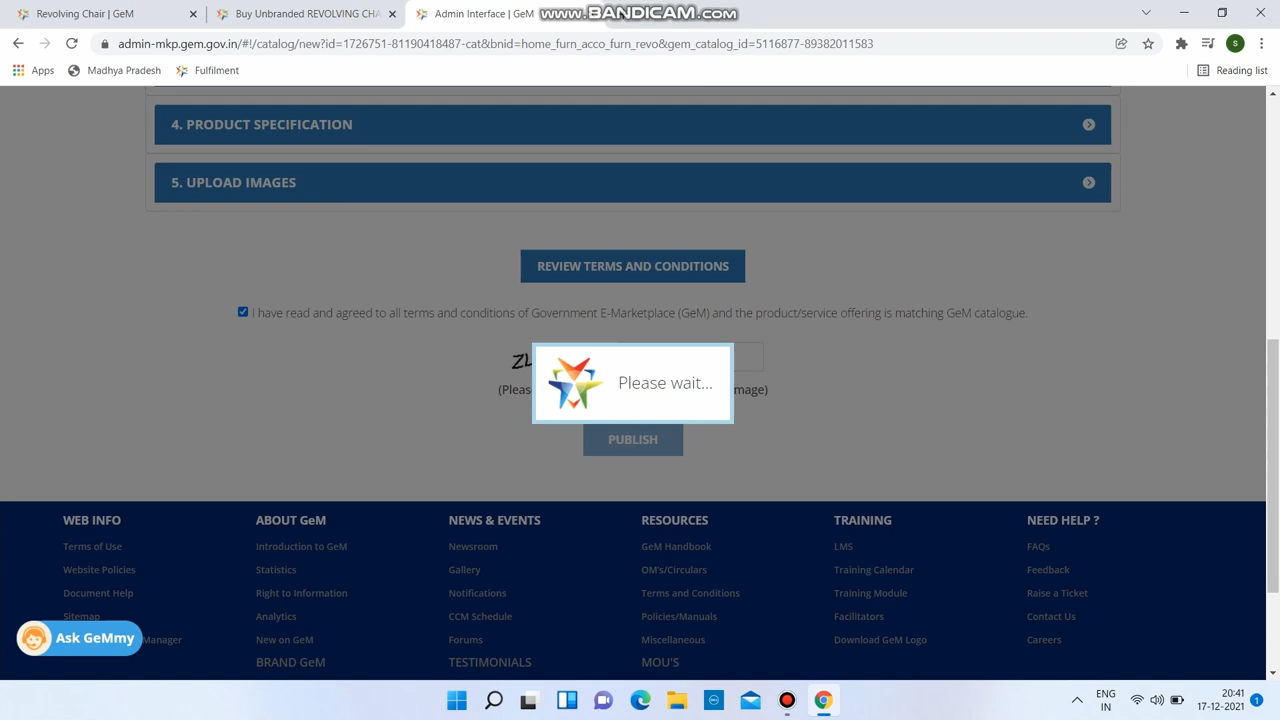 Revolving Chair | GeM
Buy Unbranded REVOLVING CHA
Admin Interface | GeM
www.BANDICAM.com
admin-mkp.gem.gov.in/#!/catalog/new?id=1726751-81190418487-cat&bnid=home_furn_acco_furn_revo&gem_catalog_id=5116877-89382011583
S
Apps
Madhya Pradesh
Fulfilment
Reading list
4. PRODUCT SPECIFICATION
5. UPLOAD IMAGES
REVIEW TERMS AND CONDITIONS
I have read and agreed to all terms and conditions of Government E-Marketplace (GeM) and the product/service offering is matching GeM catalogue.
ZL
Please wait...
(Pleas
mage)
PUBLISH
WEB INFO
ABOUT GeM
NEWS & EVENTS
RESOURCES
TRAINING
NEED HELP ?
Terms of Use
Introduction to GeM
Newsroom
GeM Handbook
LMS
FAQs
Website Policies
Statistics
Gallery
OM's/Circulars
Training Calendar
Feedback
Document Help
Right to Information
Notifications
Terms and Conditions
Training Module
Raise a Ticket
Sitemap
Analytics
CCM Schedule
Policies/Manuals
Facilitators
Contact Us
Ask GeMmy
Manager
New on GeM
Forums
Miscellaneous
Download GeM Logo
Careers
BRAND GeM
TESTIMONIALS
MOU'S
ENG
IN
20:41
17-12-2021
1